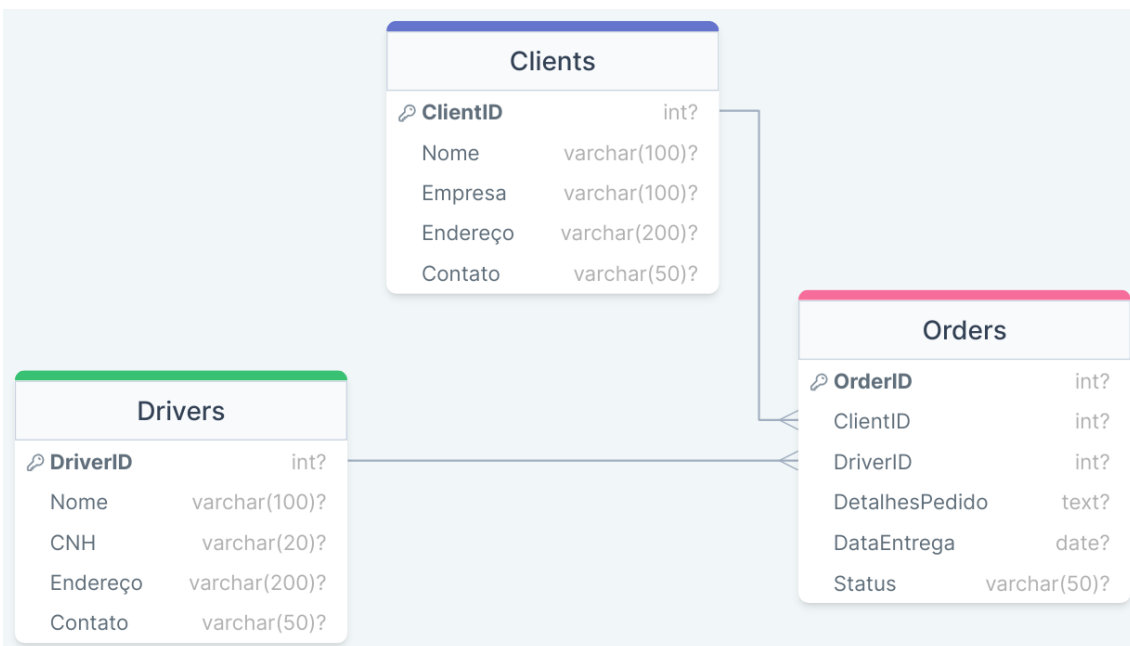 Clients
ClientID int?
Nome varchar(100)?
Empresa varchar(100)?
Endereço varchar(200)?
Contato varchar(50)?
Drivers
DriverID int?
Nome varchar(100)?
CNH varchar(20)?
Endereço varchar(200)?
Contato varchar(50)?
Orders
OrderID int?
ClientID int?
DriverID int?
DetalhesPedido text?
DataEntrega date?
Status varchar(50)?